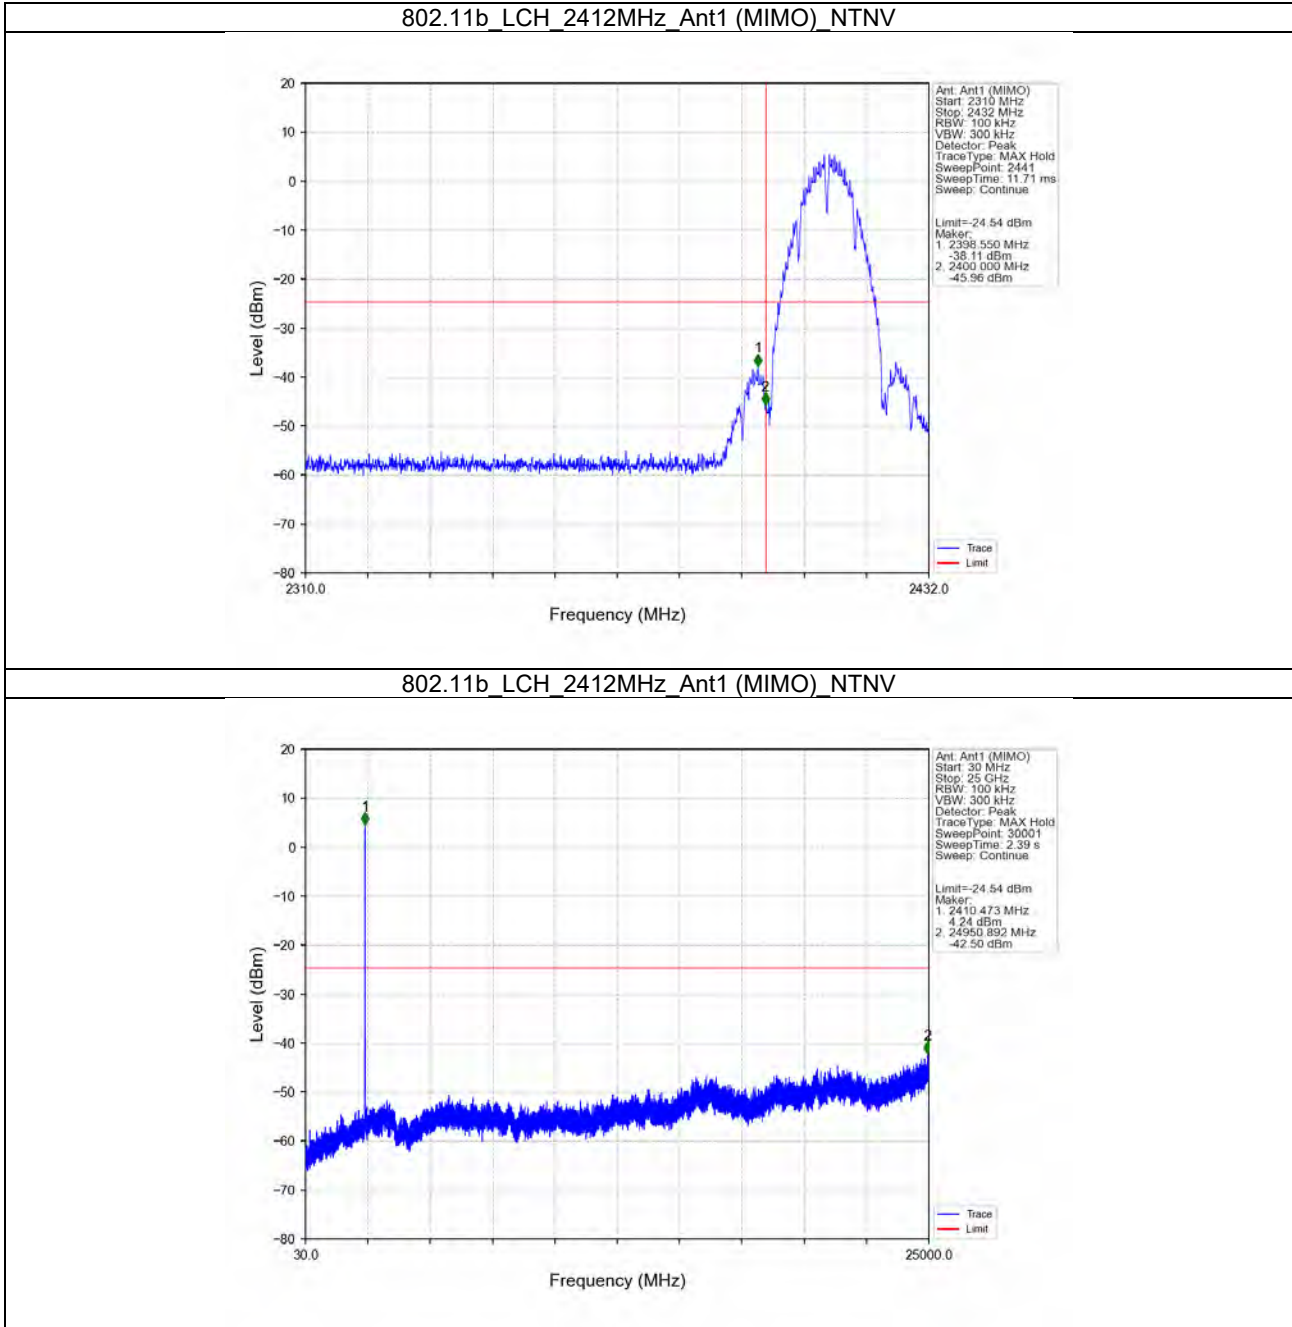 802.11b_LCH_2412MHz_Ant1 (MIMO)_NTNV
20
10
0
−10
−20
−30
−40
−50
−60
−70
−80
Level (dBm)
1
2
2310.0
2432.0
Frequency (MHz)
Ant: Ant1 (MIMO)
Start: 2310 MHz
Stop: 2432 MHz
RBW: 100 kHz
VBW: 300 kHz
Detector: Peak
TraceType: MAX Hold
SweepPoint: 2441
SweepTime: 11.71 ms
Sweep: Continue
Limit=-24.54 dBm
Maker:
1. 2398.550 MHz
-38.11 dBm
2. 2400.000 MHz
-45.96 dBm
Trace
Limit
802.11b_LCH_2412MHz_Ant1 (MIMO)_NTNV
20
10
0
−10
−20
−30
−40
−50
−60
−70
−80
Level (dBm)
1
2
30.0
25000.0
Frequency (MHz)
Ant: Ant1 (MIMO)
Start: 30 MHz
Stop: 25 GHz
RBW: 100 kHz
VBW: 300 kHz
Detector: Peak
TraceType: MAX Hold
SweepPoint: 30001
SweepTime: 2.39 s
Sweep: Continue
Limit=-24.54 dBm
Maker:
1. 2410.473 MHz
4.24 dBm
2. 24950.892 MHz
-42.50 dBm
Trace
Limit